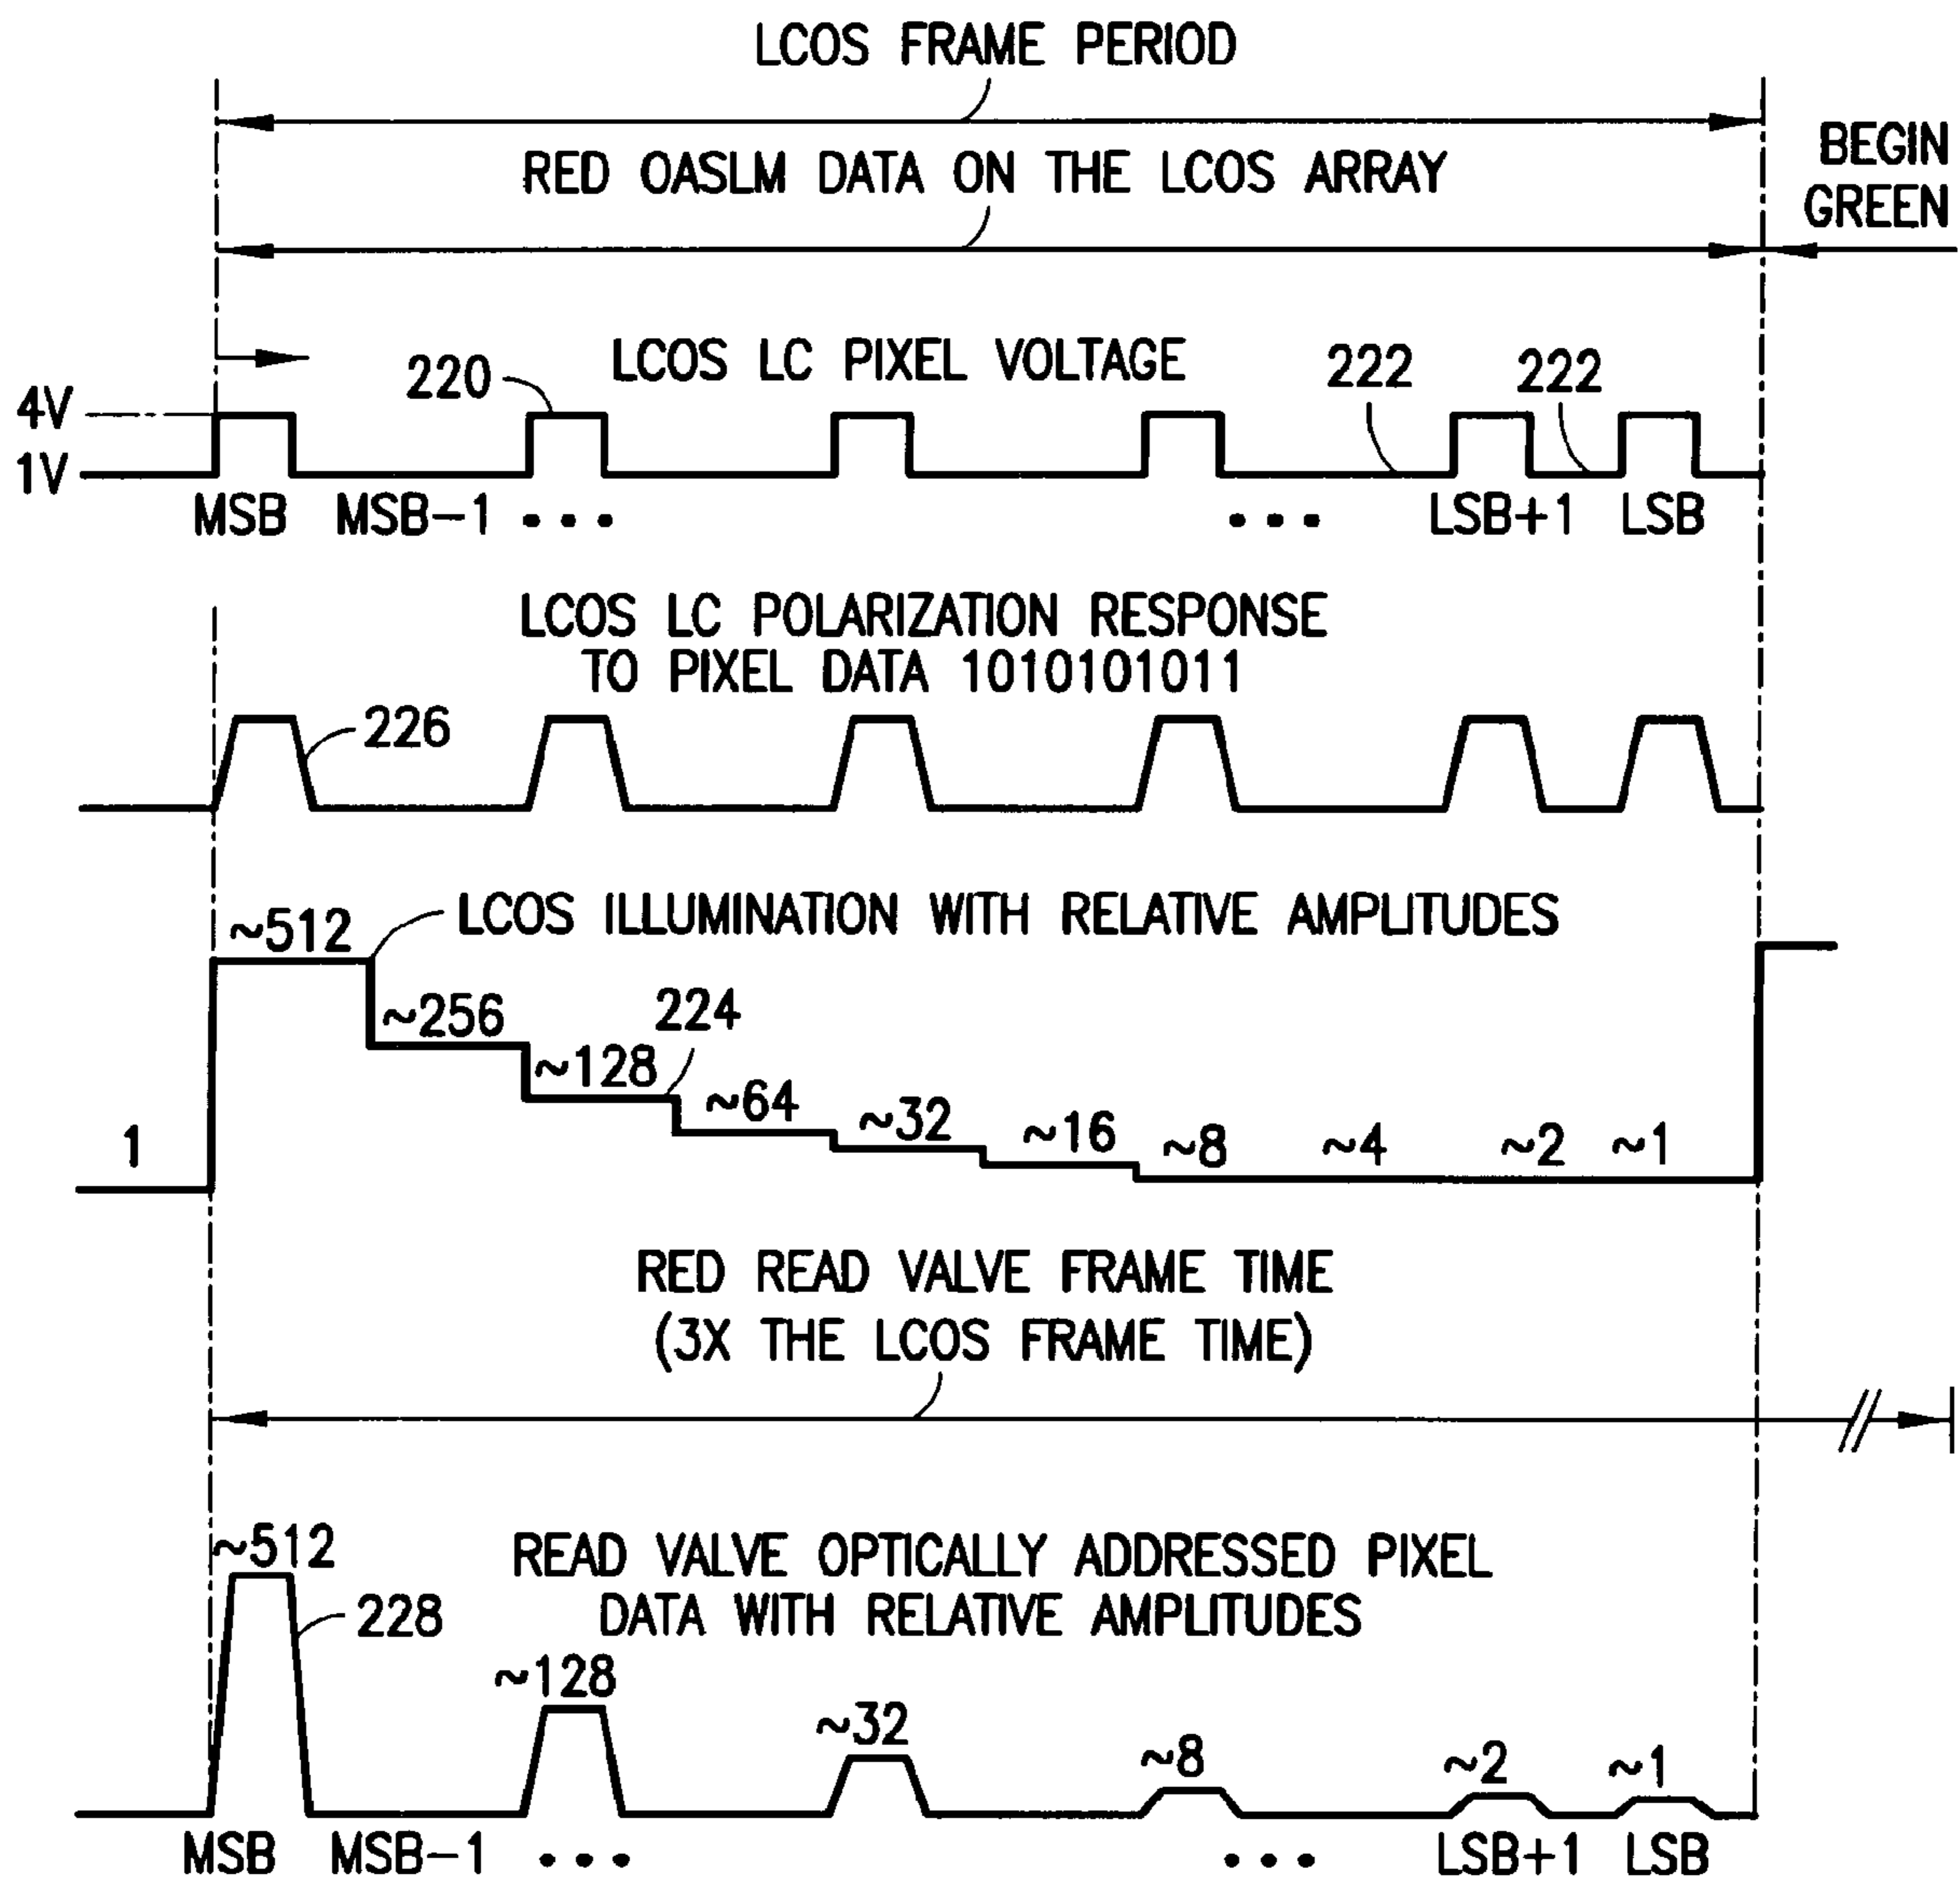 LCOS FRAME PERIOD
RED OASLM DATA ON THE LCOS ARRAY
BEGIN
GREEN
LCOS LC PIXEL VOLTAGE
220
222
222
4V
1V
MSB
MSB-1
• • •
• • •
LSB+1
LSB
LCOS LC POLARIZATION RESPONSE
TO PIXEL DATA 1010101011
226
LCOS ILLUMINATION WITH RELATIVE AMPLITUDES
~512
~256
224
~128
~64
~32
~16
~8
~4
~2
~1
1
RED READ VALVE FRAME TIME
(3X THE LCOS FRAME TIME)
~512
READ VALVE OPTICALLY ADDRESSED PIXEL
DATA WITH RELATIVE AMPLITUDES
228
~128
~32
~8
~2
~1
MSB
MSB-1
• • •
• • •
LSB+1
LSB